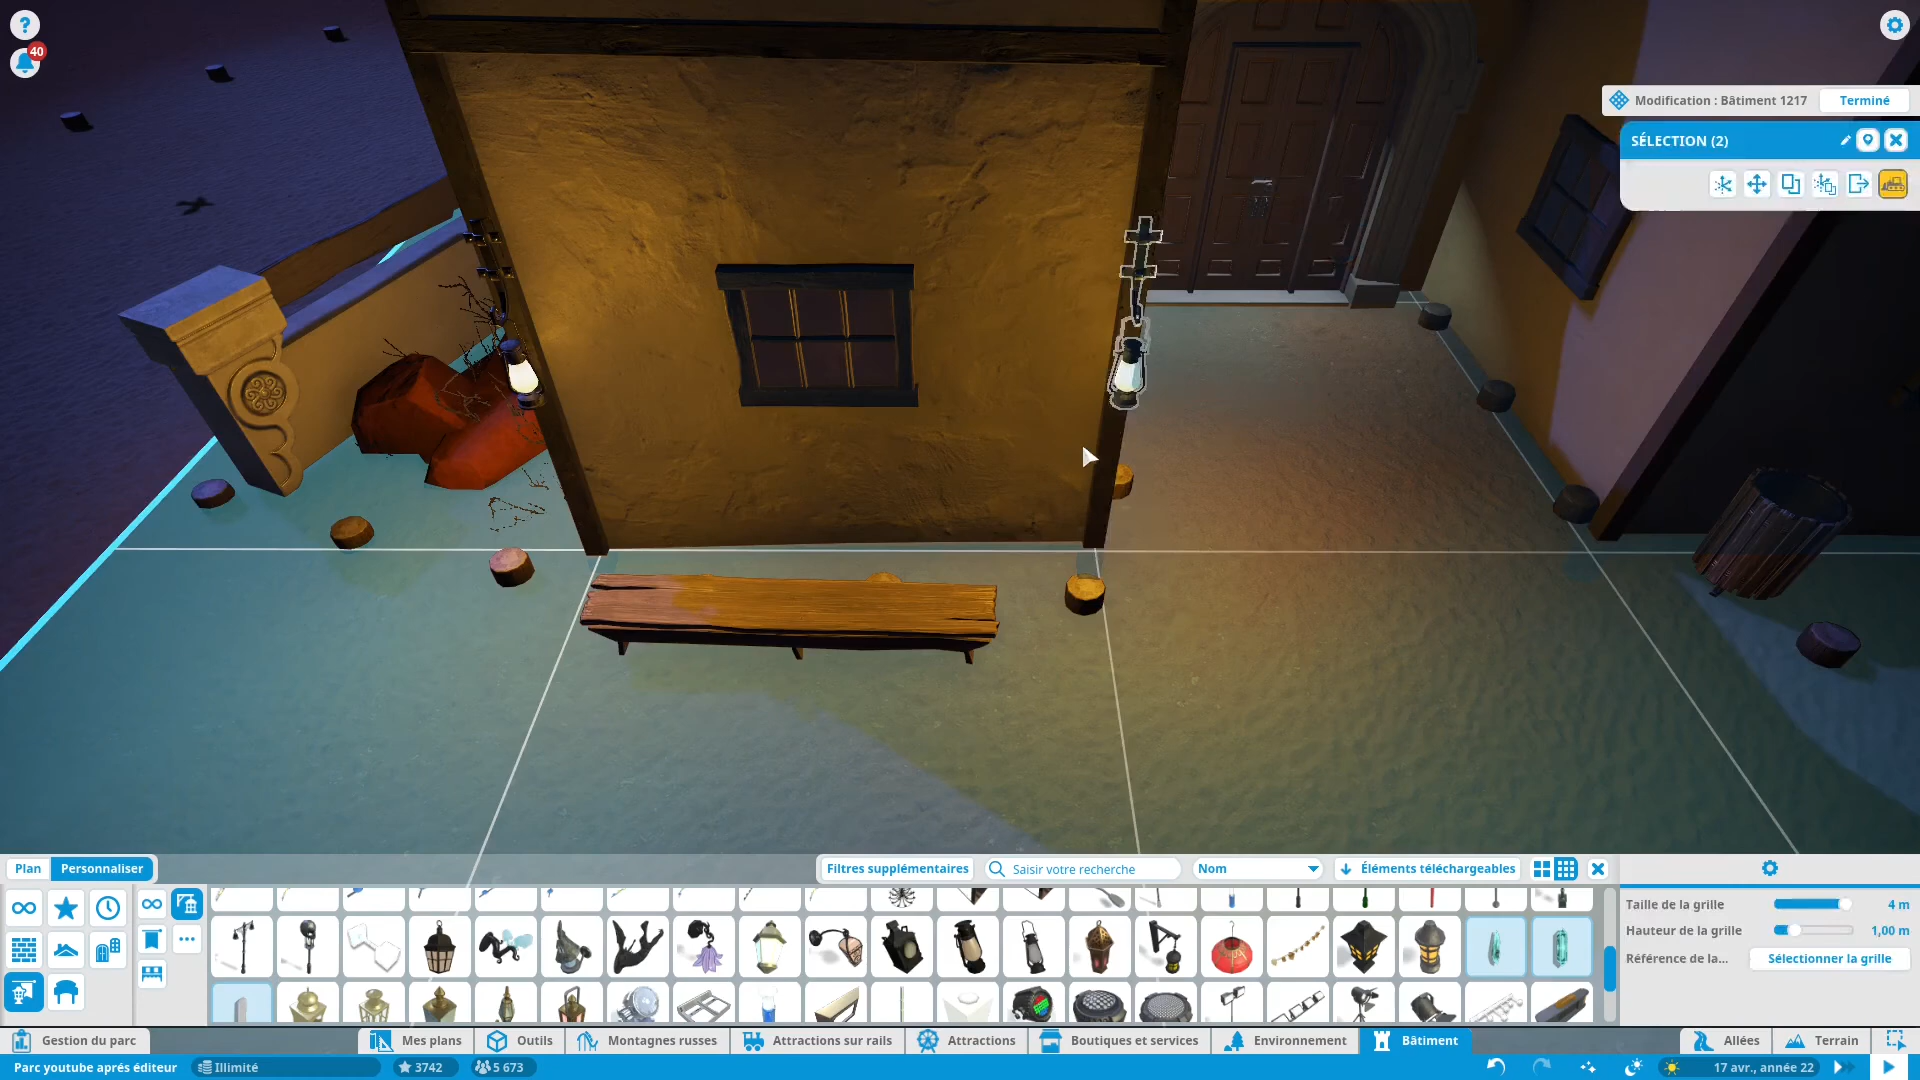 ?
40
Modification : Bâtiment 1217
Terminé
SÉLECTION (2)
Plan
Personnaliser
Filtres supplémentaires
Saisir votre recherche
Nom
Éléments téléchargeables
Taille de la grille
4 m
Hauteur de la grille
1,00 m
Référence de la...
Sélectionner la grille
Gestion du parc
Mes plans
Outils
Montagnes russes
Attractions sur rails
Attractions
Boutiques et services
Environnement
Bâtiment
Allées
Terrain
Parc youtube aprés éditeur
Illimité
3742
5 673
17 avr., année 22